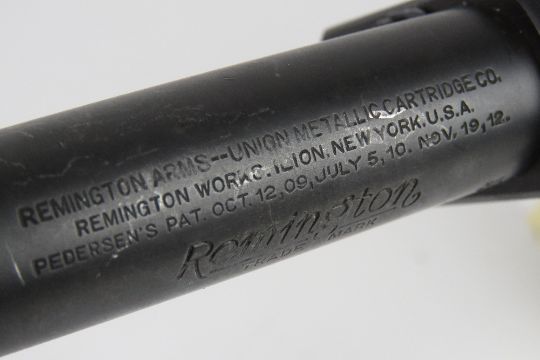 REMINGTON ARMS--UNION METALLIC CARTRIDGE CO.
REMINGTON WORKS. ILION. NEW YORK. U.S.A.
PEDERSEN'S PAT. OCT. 12, 09, JULY 5, 10. NOV. 19, 12.
Remington
TRADE MARK